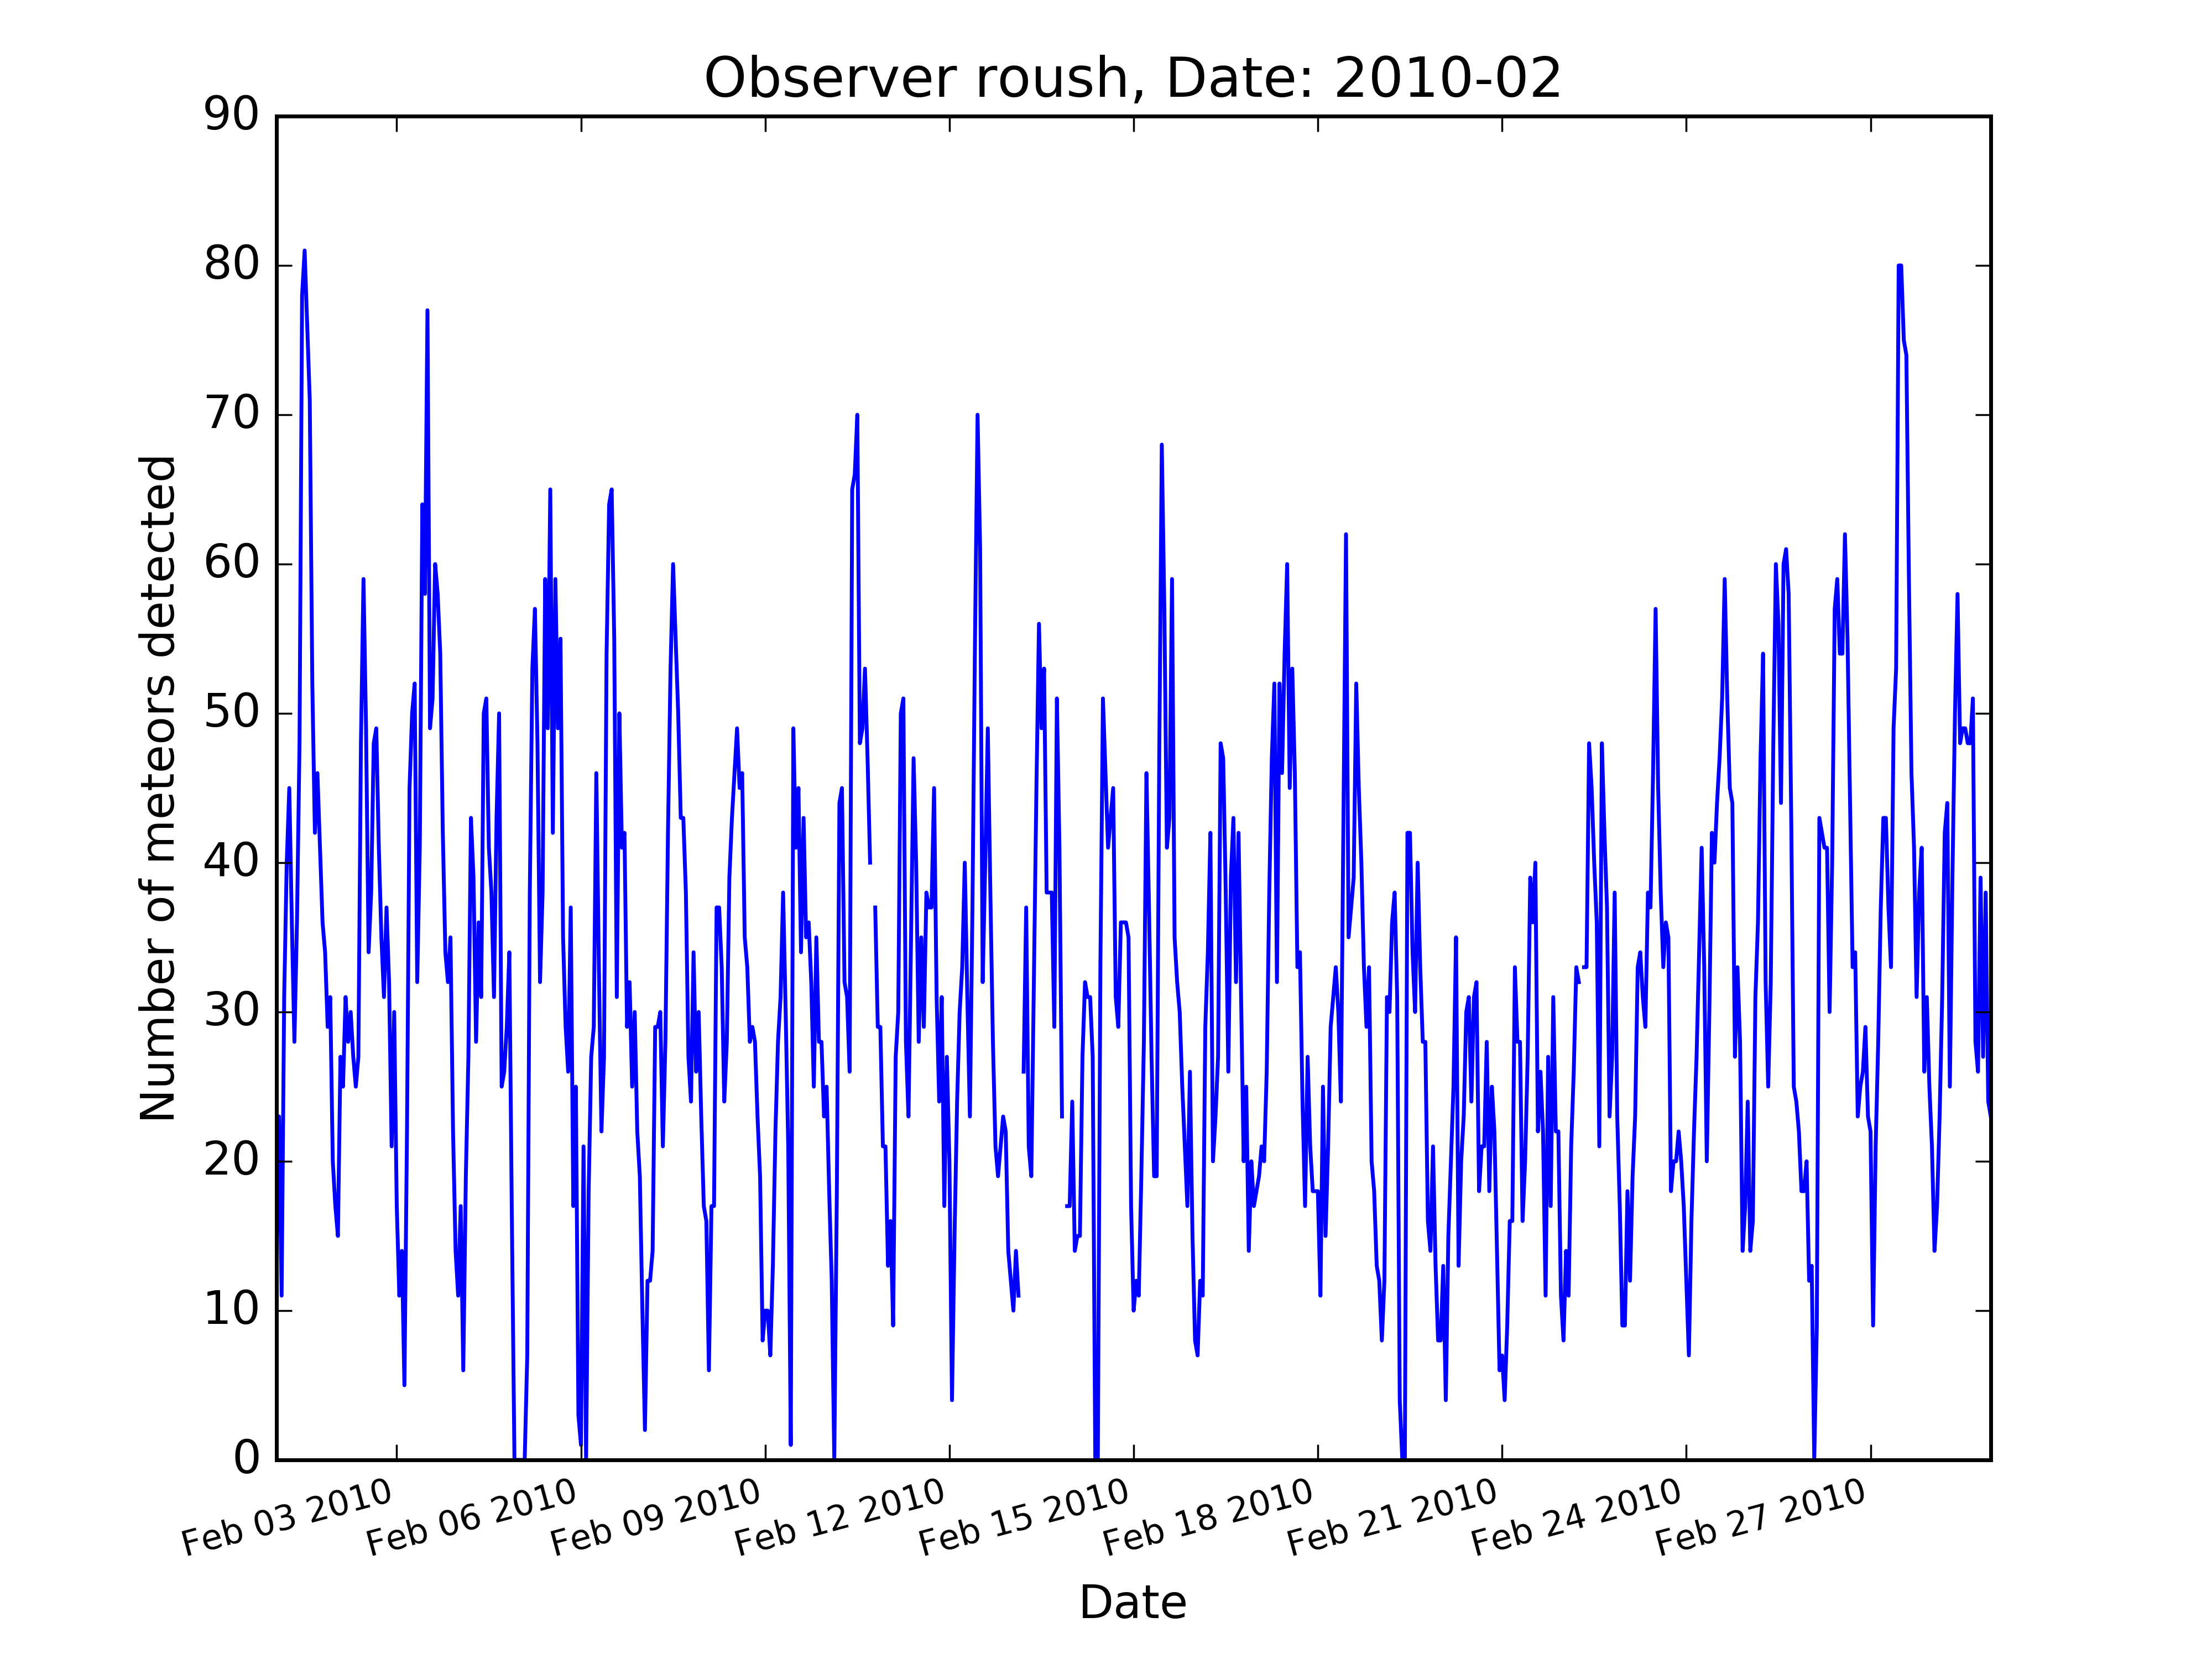 Observer roush, Date: 2010-02
90
80
70
60
50
40
30
20
10
0
Number of meteors detected
Feb 03 2010
Feb 06 2010
Feb 09 2010
Feb 12 2010
Feb 15 2010
Feb 18 2010
Feb 21 2010
Feb 24 2010
Feb 27 2010
Date